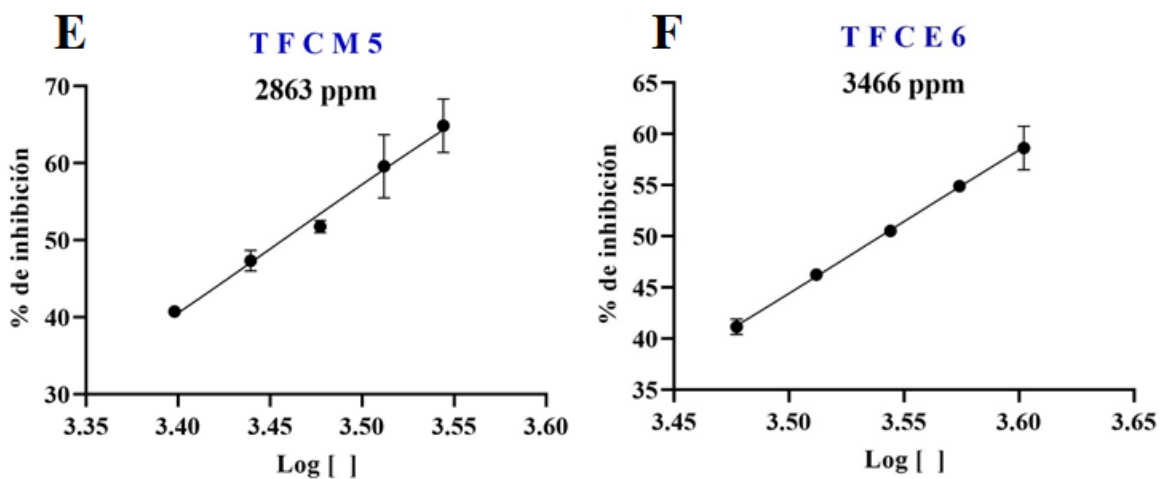 E
T F C M 5
2863 ppm
% de inhibición
70
60
50
40
30
3.35 3.40 3.45 3.50 3.55 3.60
Log [ ]
F
T F C E 6
3466 ppm
% de inhibición
65
60
55
50
45
40
35
3.45 3.50 3.55 3.60 3.65
Log [ ]